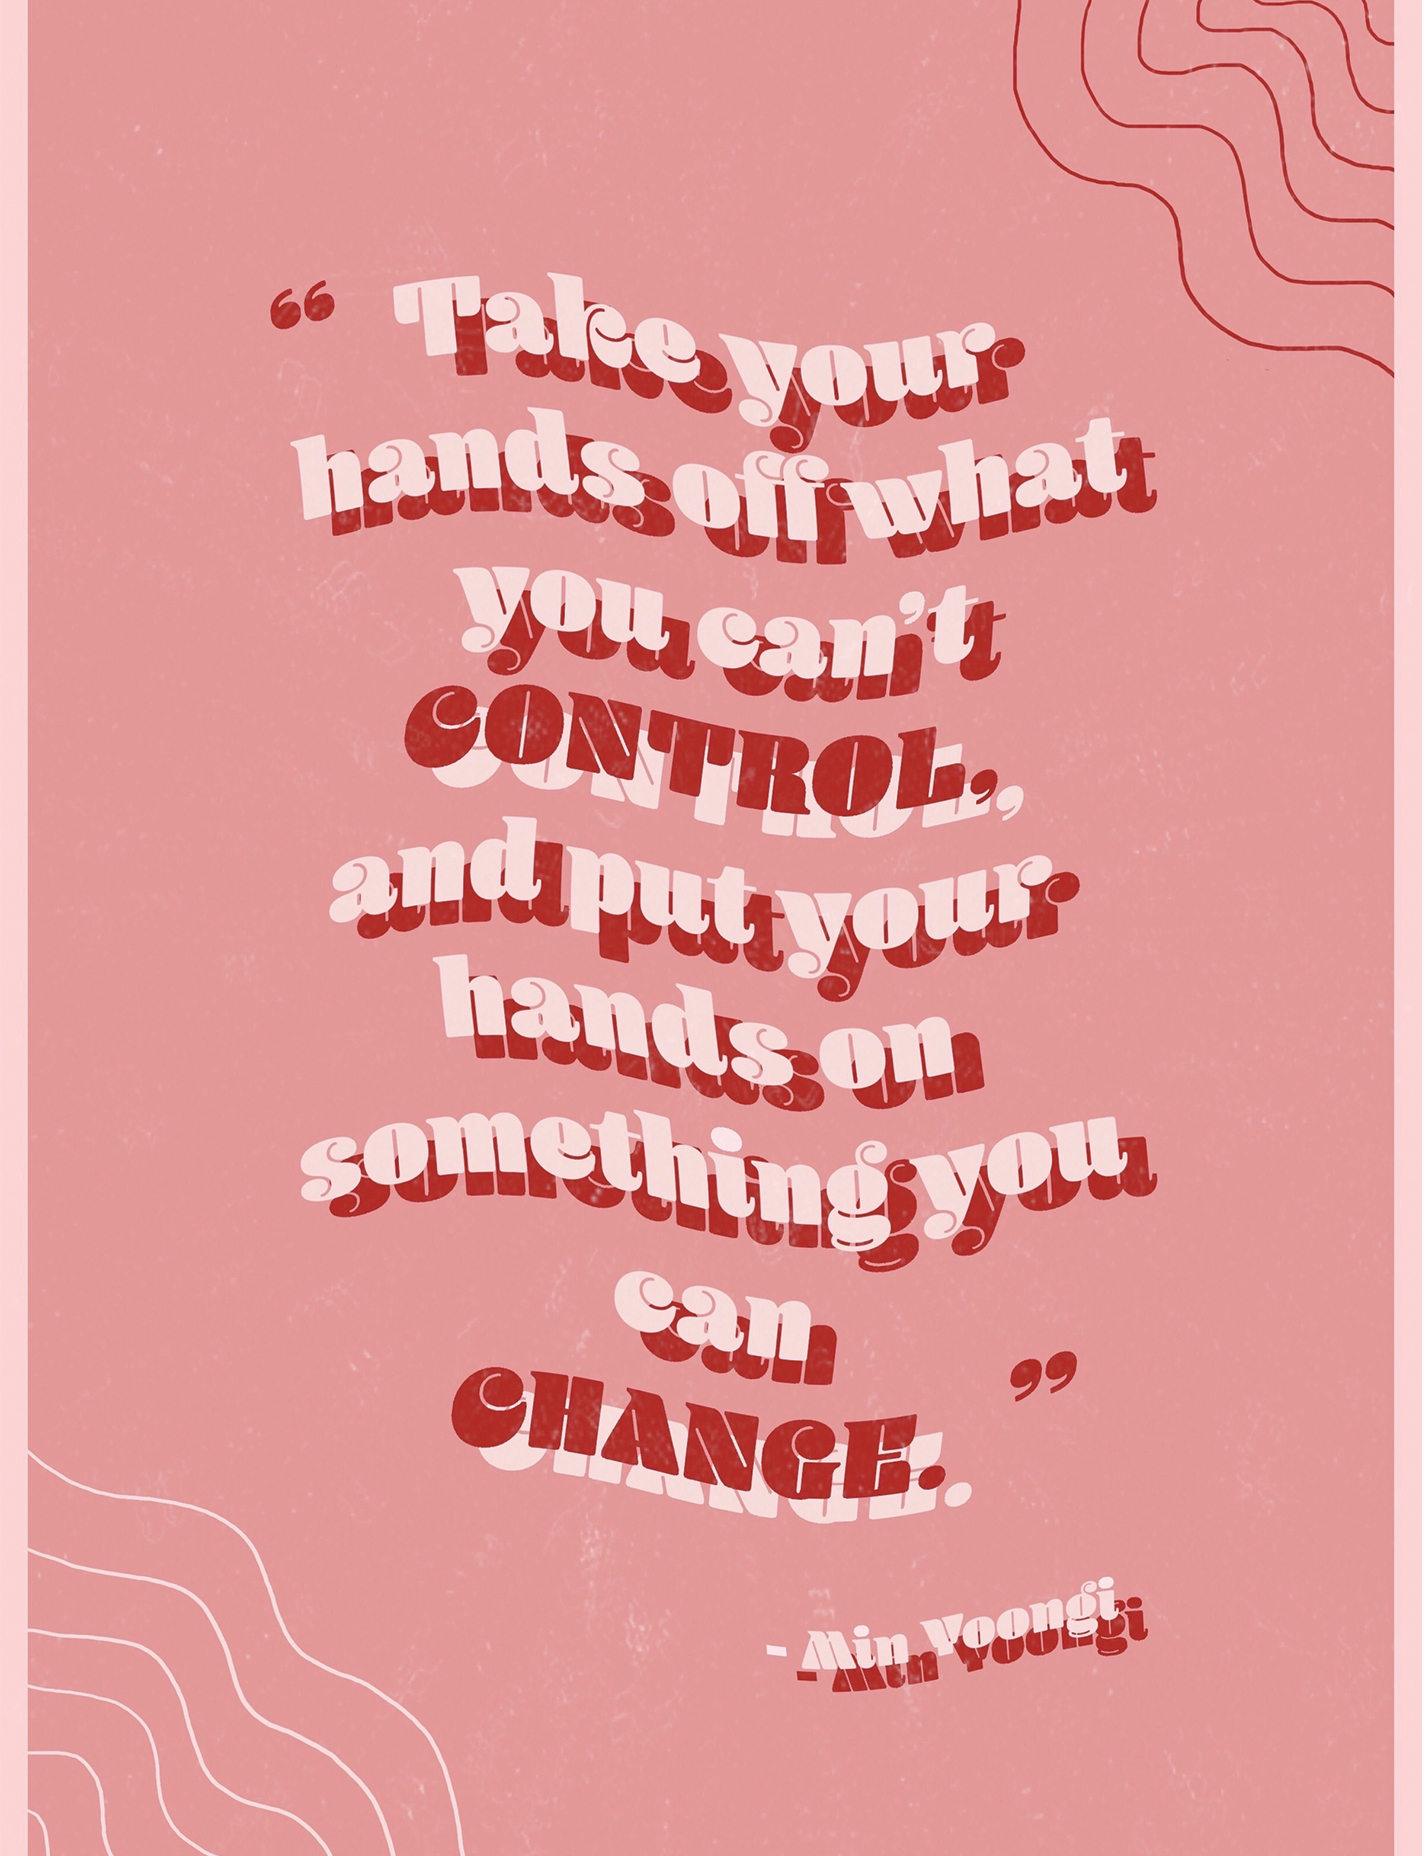 “ Take your
hands off what
you can’t
CONTROL,
and put your
hands on
something you
can
CHANGE. ”
- Min Yoongi